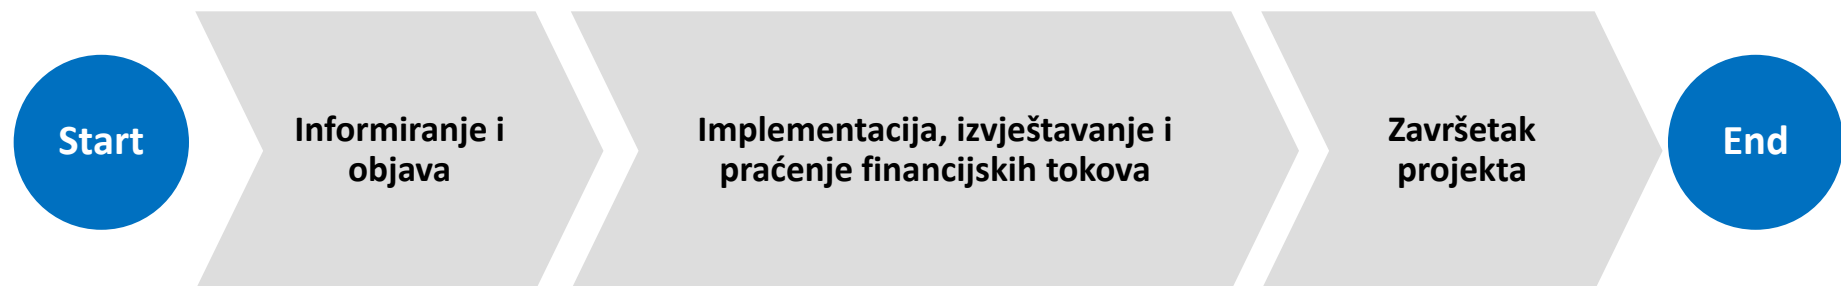 Start
Informiranje i
objava
Implementacija, izvještavanje i
praćenje financijskih tokova
Završetak
projekta
End